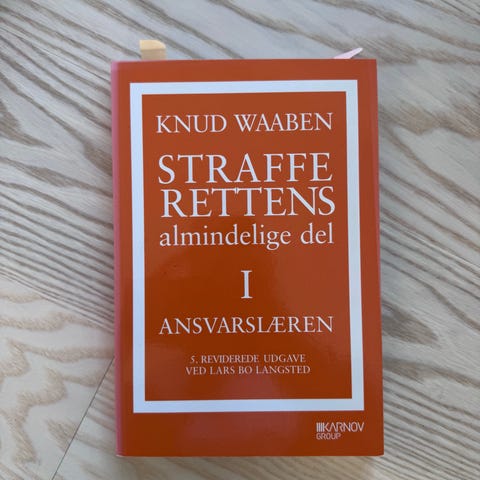 KNUD WAABEN
STRAFFE
RETTENS
almindelige del
I
ANSVARSLÆREN
5. REVIDEREDE UDGAVE
VED LARS BO LANGSTED
KARNOV
GROUP